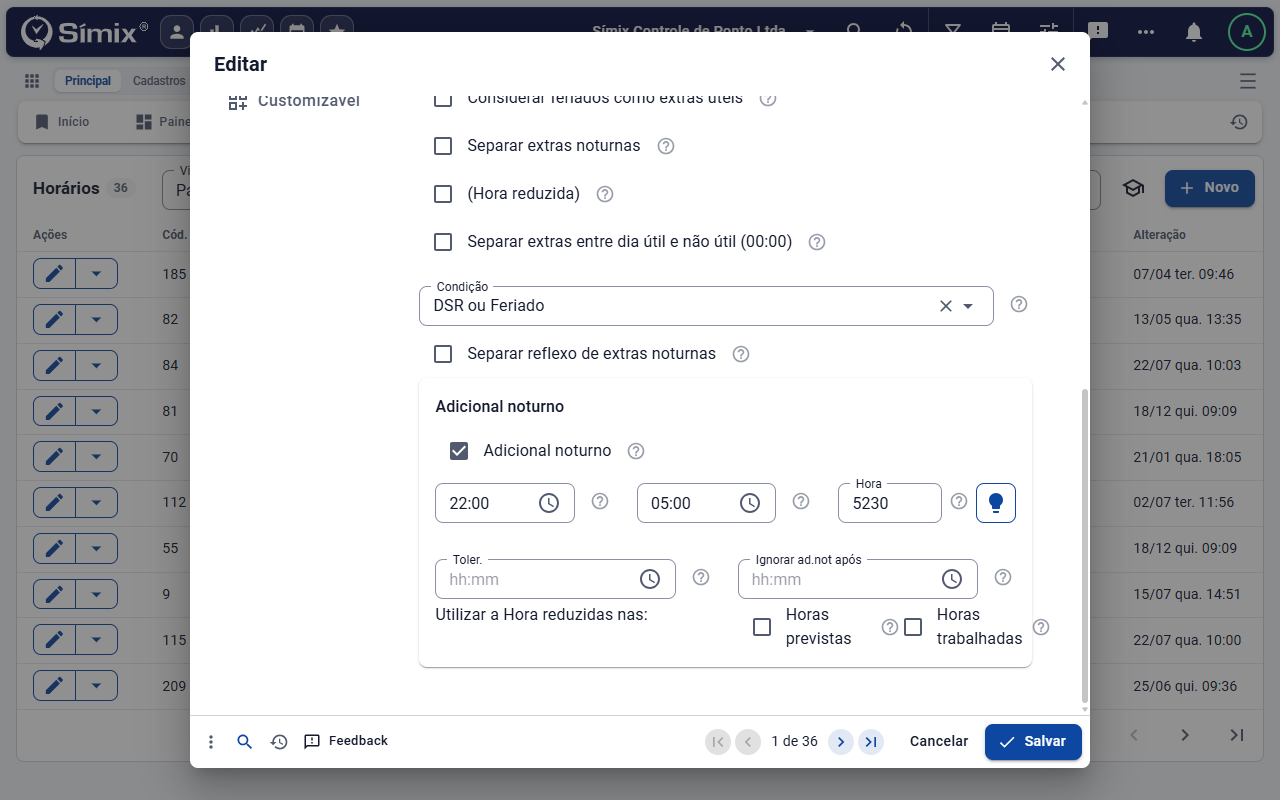 Símix®
Símix Controle de Ponto Ltda
A
Principal
Cadastros
Início
Horários 36
Novo
Ações
Cód.
Alteração
185
07/04 ter. 09:46
82
13/05 qua. 13:35
84
22/07 qua. 10:03
81
18/12 qui. 09:09
70
21/01 qua. 18:05
112
02/07 ter. 11:56
55
18/12 qui. 09:09
9
15/07 qua. 14:51
115
22/07 qua. 10:00
209
25/06 qui. 09:36
Editar
Customizável
Considerar feriados como extras úteis
Separar extras noturnas
(Hora reduzida)
Separar extras entre dia útil e não útil (00:00)
Condição
DSR ou Feriado
Separar reflexo de extras noturnas
Adicional noturno
Adicional noturno
22:00
05:00
Hora
5230
Toler.
hh:mm
Ignorar ad.not após
hh:mm
Utilizar a Hora reduzidas nas:
Horas
previstas
Horas
trabalhadas
Feedback
1 de 36
Cancelar
Salvar